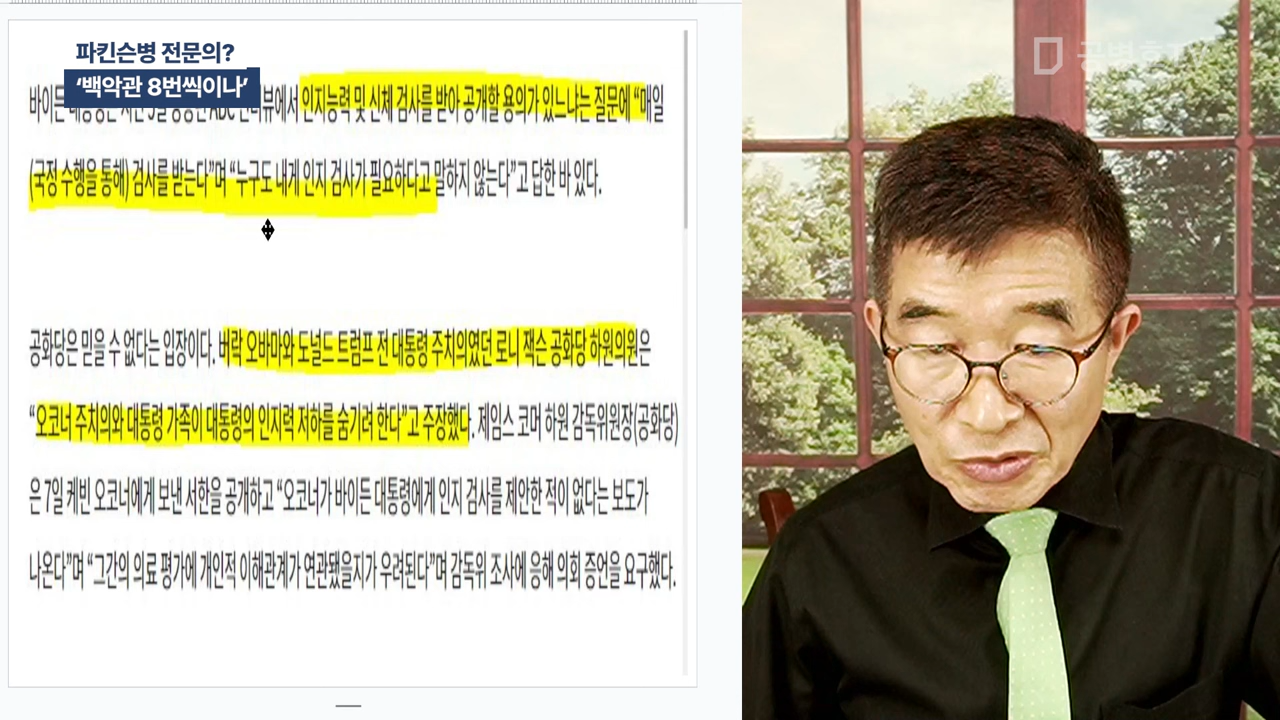 파킨슨병 전문의?
‘백악관 8번씩이나’
공병호TV
바이든 인지능력 및 신체 검사를 받아 공개할 용의가 있느냐는 질문에 “매일
(국정 수행을 통해) 검사를 받는다”며 “누구도 내게 인지 검사가 필요하다고 말하지 않는다”고 답한 바 있다.
공화당은 믿을 수 없다는 입장이다. 버락 오바마와 도널드 트럼프 전 대통령 주치의였던 로니 잭슨 공화당 하원의원은
“오코너 주치의와 대통령 가족이 대통령의 인지력 저하를 숨기려 한다”고 주장했다. 제임스 코머 하원 감독위원장(공화당)
은 7일 케빈 오코너에게 보낸 서한을 공개하고 “오코너가 바이든 대통령에게 인지 검사를 제안한 적이 없다는 보도가
나온다”며 “그간의 의료 평가에 개인적 이해관계가 연관됐을지가 우려된다”며 감독위 조사에 응해 의회 증언을 요구했다.